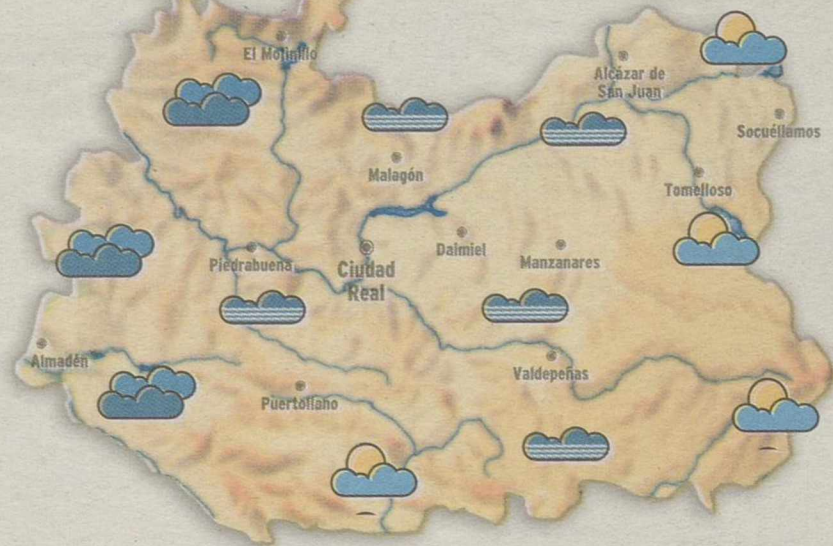 El Molinillo
Alcázar de
San Juan
Socuéllamos
Malagón
Tomelloso
Daimiel
Piedrabuena
Ciudad
Real
Manzanares
Almadén
Valdepeñas
Puertollano